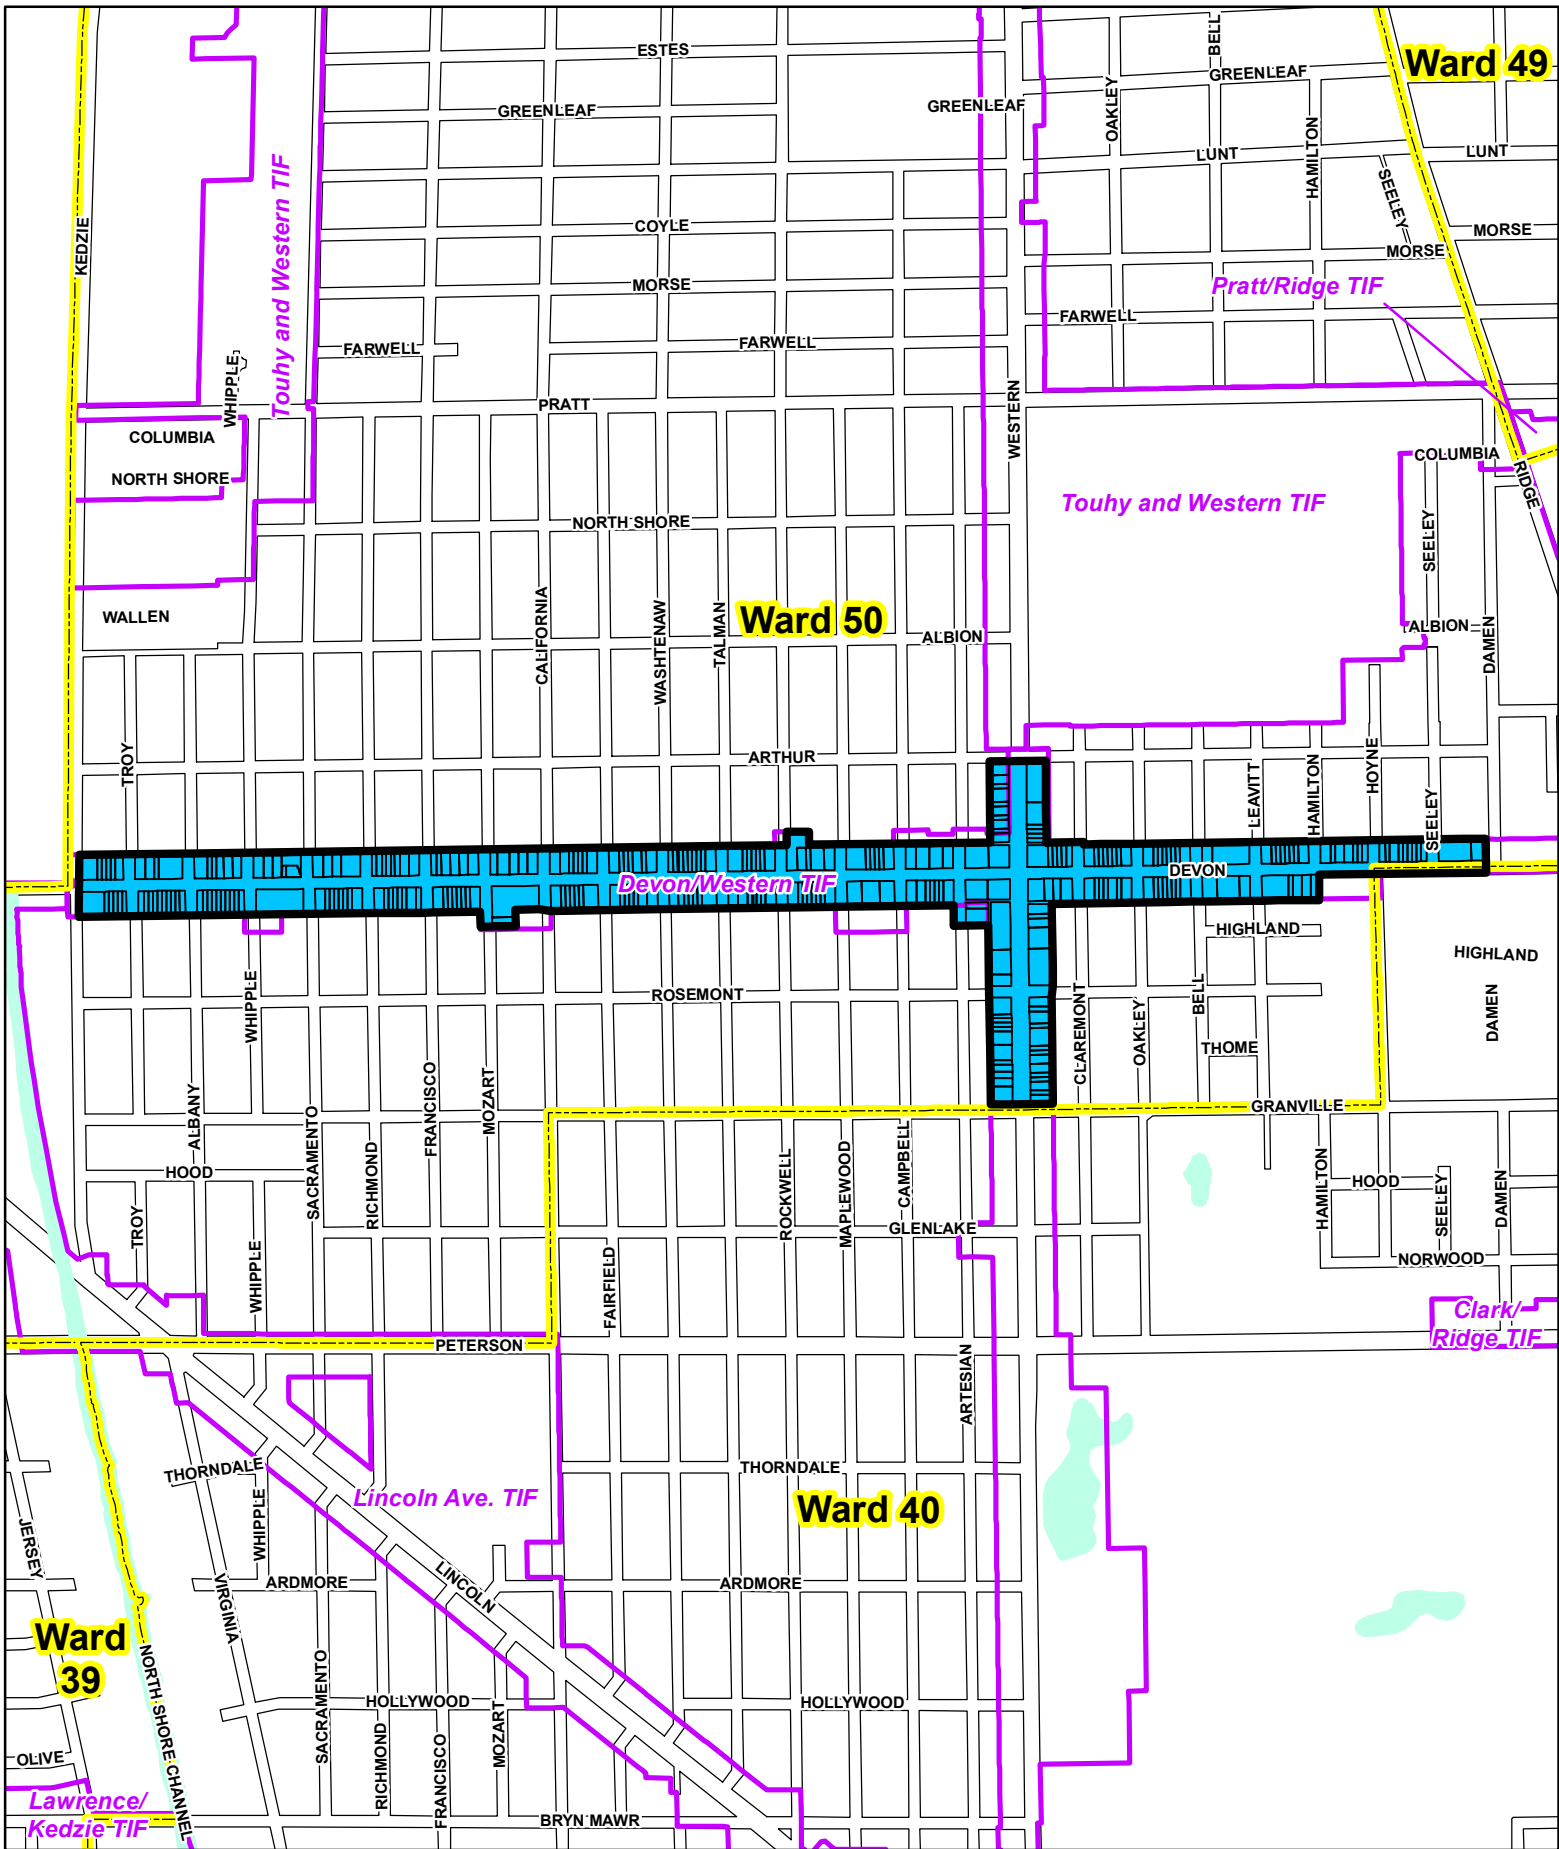 ESTES
BELL
Ward 49
GREENLEAF
GREENLEAF
GREENLEAF
OAKLEY
HAMILTON
LUNT
LUNT
SEELEY
KEDZIE
Touhy and Western TIF
COYLE
MORSE
MORSE
MORSE
Pratt/Ridge TIF
FARWELL
FARWELL
FARWELL
WHIPPLE
PRATT
WESTERN
COLUMBIA
COLUMBIA
NORTH SHORE
RIDGE
Touhy and Western TIF
NORTH SHORE
SEELEY
WALLEN
CALIFORNIA
WASHTENAW
TALMAN
Ward 50
ALBION
ALBION
DAMEN
TROY
ARTHUR
LEAVITT
HAMILTON
HOYNE
SEELEY
Devon/Western TIF
DEVON
HIGHLAND
HIGHLAND
WHIPPLE
ROSEMONT
CLAREMONT
OAKLEY
BELL
DAMEN
THOME
ALBANY
SACRAMENTO
FRANCISCO
MOZART
GRANVILLE
HOOD
RICHMOND
ROCKWELL
MAPLEWOOD
CAMPBELL
HAMILTON
HOOD
SEELEY
DAMEN
TROY
GLENLAKE
WHIPPLE
FAIRFIELD
NORWOOD
Clark/
Ridge TIF
PETERSON
ARTESIAN
THORNDALE
THORNDALE
Lincoln Ave. TIF
Ward 40
JERSEY
WHIPPLE
VIRGINIA
ARDMORE
LINCOLN
ARDMORE
Ward
39
NORTH SHORE CHANNEL
SACRAMENTO
HOLLYWOOD
HOLLYWOOD
RICHMOND
FRANCISCO
MOZART
OLIVE
Lawrence/
Kedzie TIF
BRYN MAWR